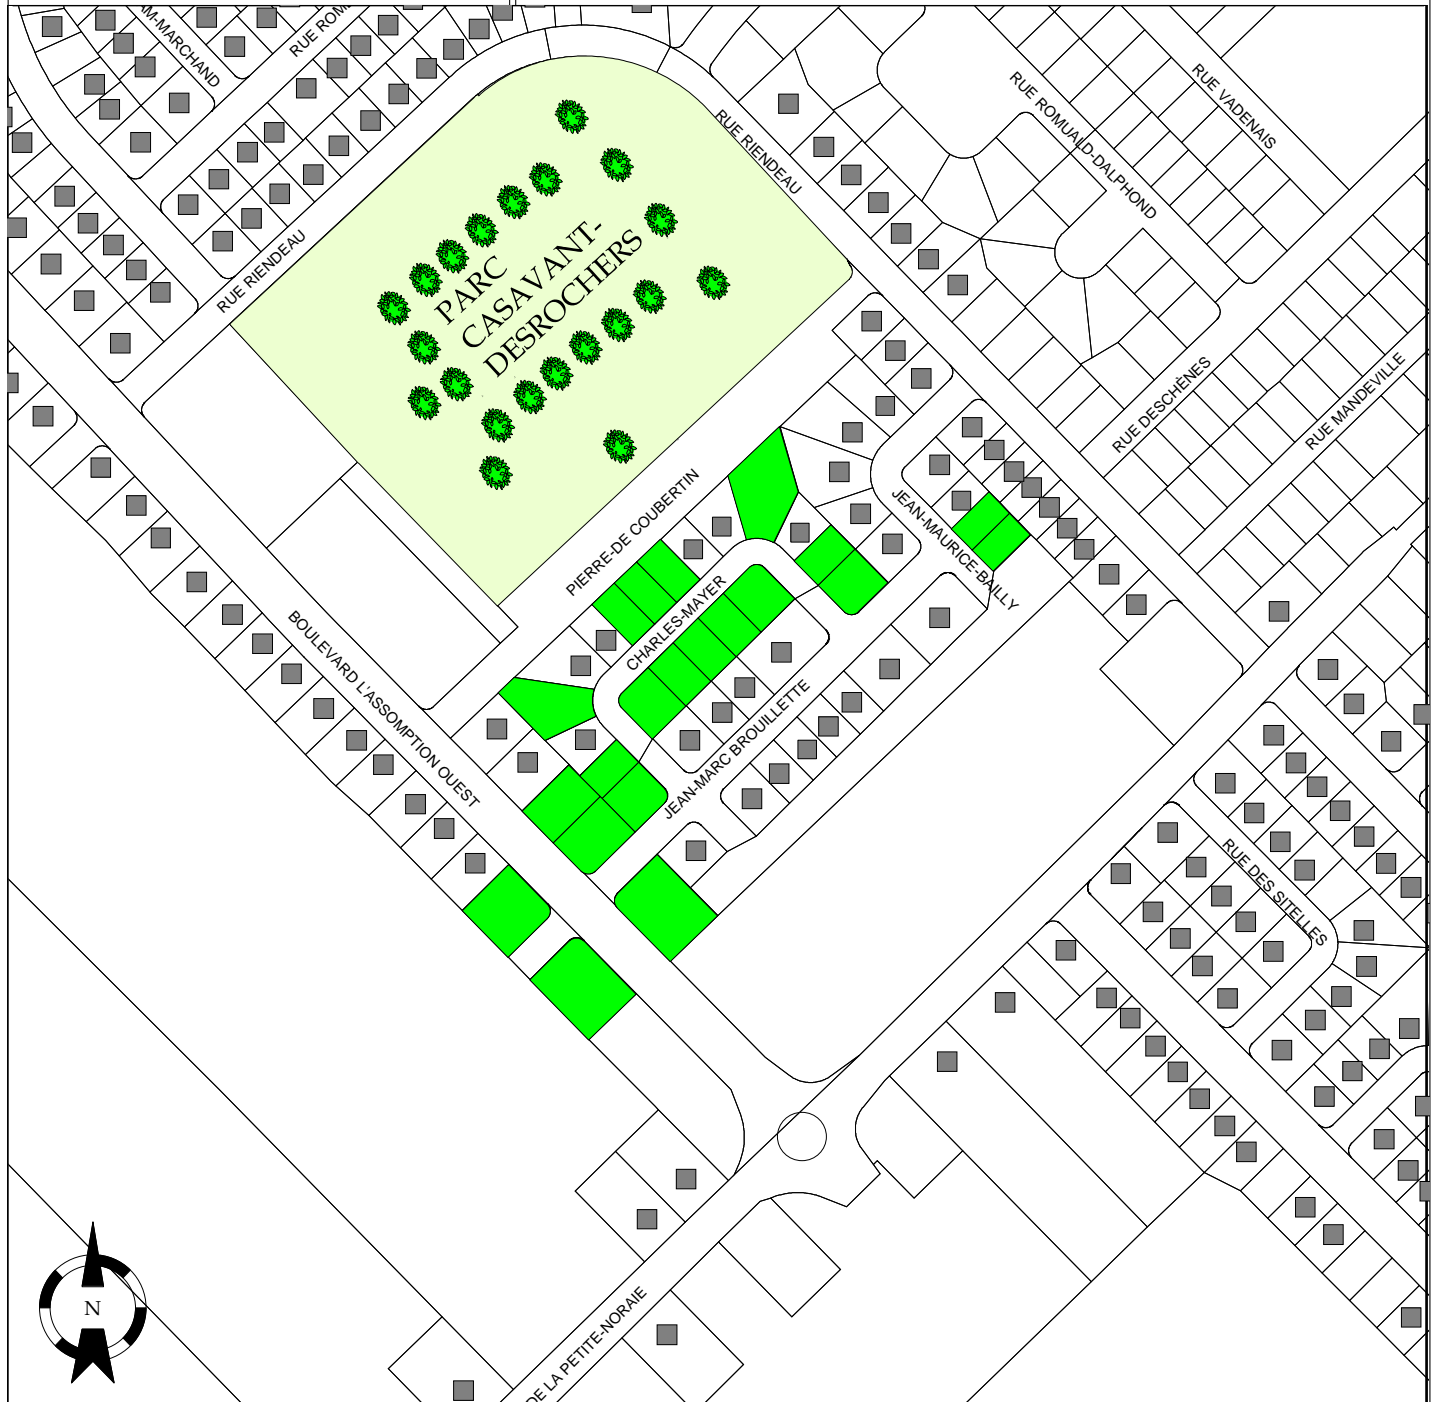 AM-MARCHAND
RUE ROM
RUE RIENDEAU
RUE RIENDEAU
RUE ROMUALD-DALPHOND
RUE VADENAIS
PARC
CASAVANT-
DESROCHERS
RUE DESCHÊNES
RUE MANDEVILLE
PIERRE-DE COUBERTIN
JEAN-MAURICE-BAILLY
CHARLES-MAYER
BOULEVARD L'ASSOMPTION OUEST
JEAN-MARC BROUILLETTE
RUE DES SITELLES
N
DE LA PETITE-NORAIE